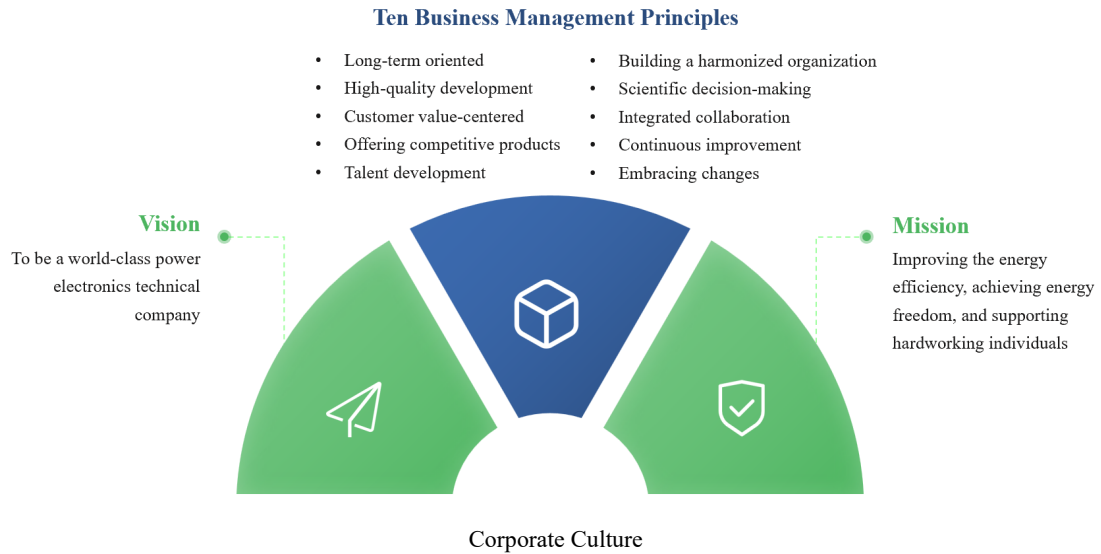 Ten Business Management Principles
• Long-term oriented
• High-quality development
• Customer value-centered
• Offering competitive products
• Talent development
• Building a harmonized organization
• Scientific decision-making
• Integrated collaboration
• Continuous improvement
• Embracing changes
Vision
To be a world-class power
electronics technical
company
Mission
Improving the energy
efficiency, achieving energy
freedom, and supporting
hardworking individuals
Corporate Culture